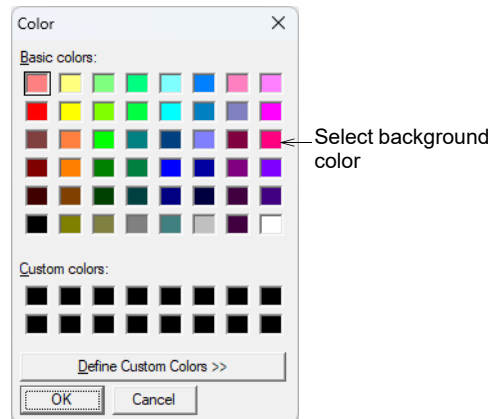 Color
Basic colors:
Select background
color
Custom colors:
Define Custom Colors >>
OK Cancel